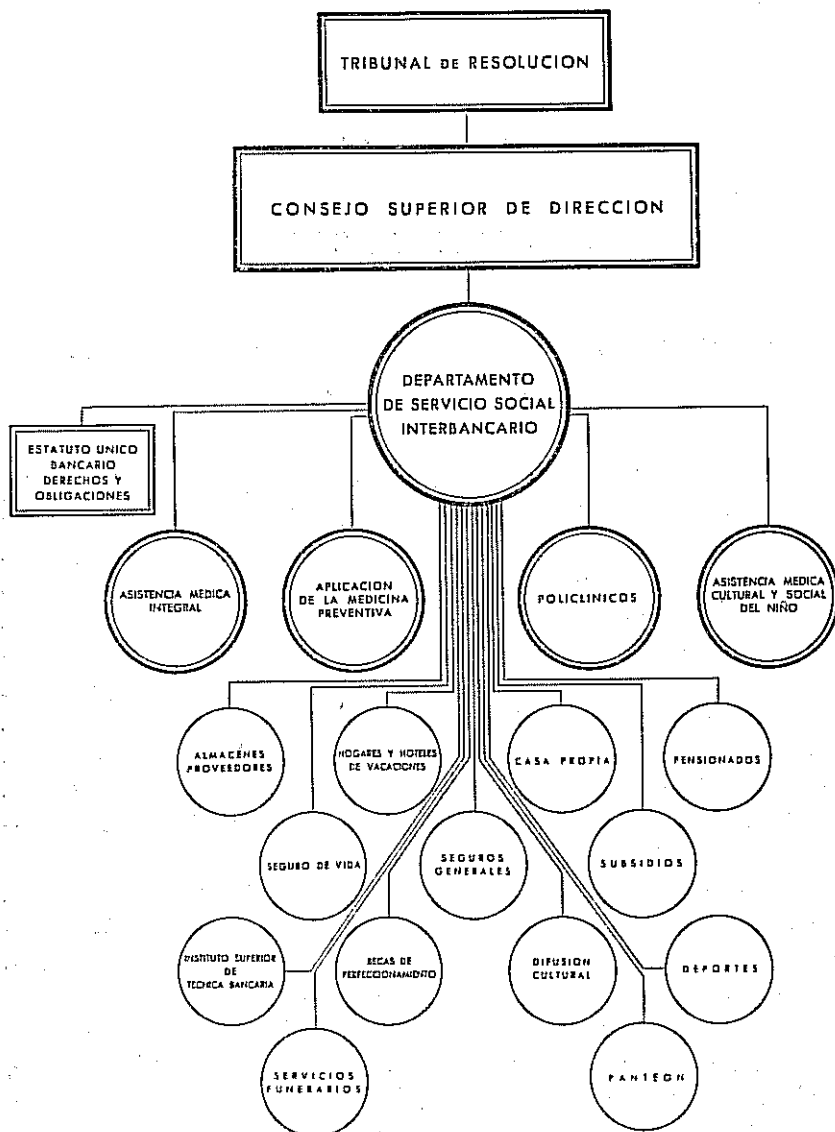 TRIBUNAL DE RESOLUCION
CONSEJO SUPERIOR DE DIRECCION
DEPARTAMENTO
DE SERVICIO SOCIAL
INTERBANCARIO
ESTATUTO UNICO
BANCARIO
DERECHOS Y
OBLIGACIONES
ASISTENCIA MEDICA
INTEGRAL
APLICACION
DE LA MEDICINA
PREVENTIVA
POLICLINICOS
ASISTENCIA MEDICA
CULTURAL Y SOCIAL
DEL NIÑO
ALMACENES
PROVEEDORES
HOGARES Y HOTELES
DE VACACIONES
CASA PROPIA
PENSIONADOS
SEGURO DE VIDA
SEGUROS
GENERALES
SUBSIDIOS
INSTITUTO SUPERIOR
DE
TECNICA BANCARIA
BECAS DE
PERFECCIONAMIENTO
DIFUSION
CULTURAL
DEPORTES
SERVICIOS
FUNERARIOS
PANTEON